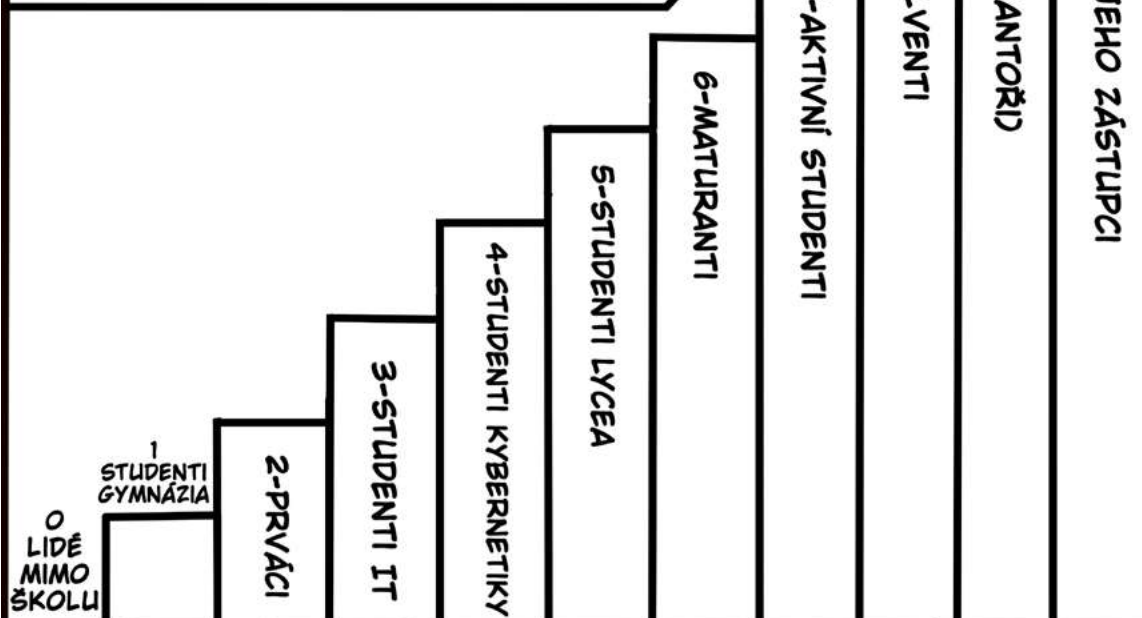 0
LIDÉ
MIMO
ŠKOLU
1
STUDENTI
GYMNÁZIA
2-PRVÁCI
3-STUDENTI IT
4-STUDENTI KYBERNETIKY
5-STUDENTI LYCEA
6-MATURANTI
-AKTIVNÍ STUDENTI
-VENTI
ANTOŘI)
JEHO ZÁSTUPCI